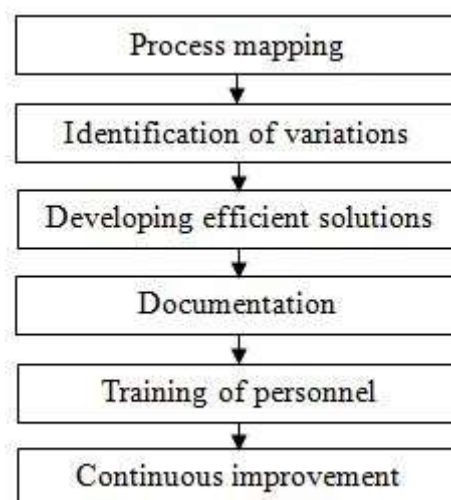 Process mapping
Identification of variations
Developing efficient solutions
Documentation
Training of personnel
Continuous improvement